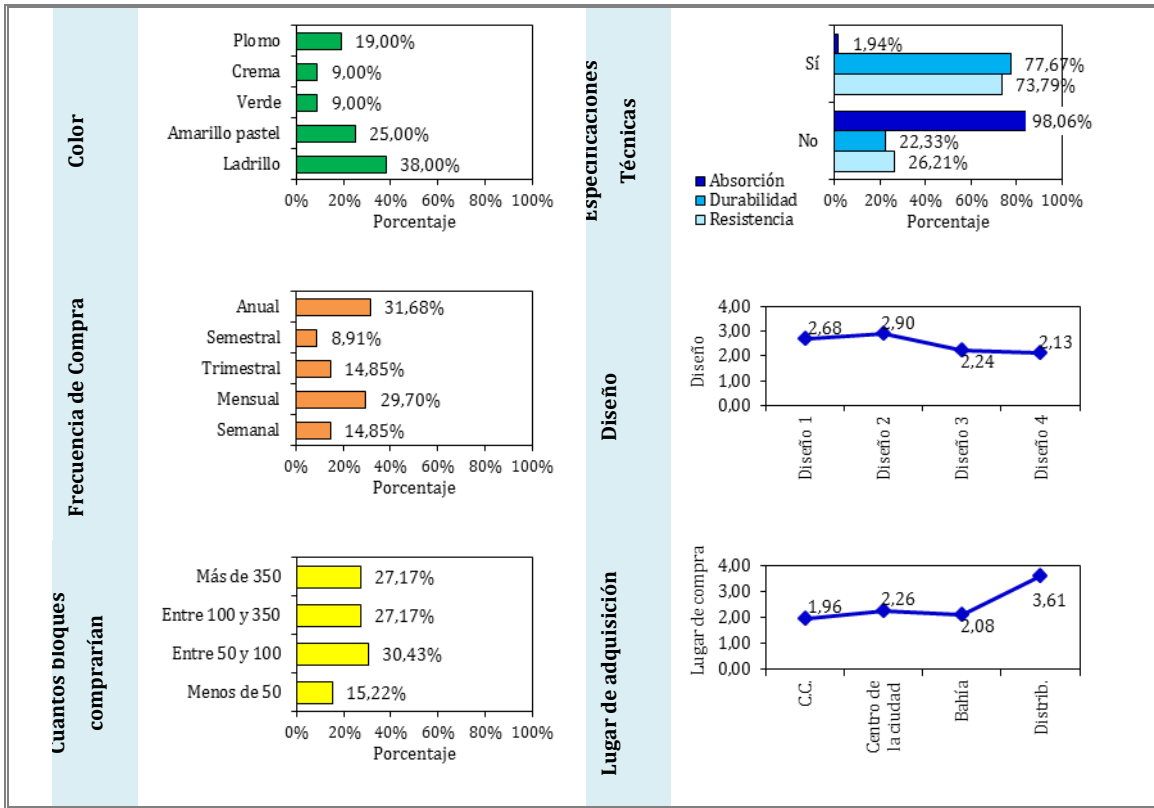 Color
Plomo
Crema
Verde
Amarillo pastel
Ladrillo
19,00%
9,00%
9,00%
25,00%
38,00%
0% 20% 40% 60% 80% 100%
Porcentaje
Especificaciones
Técnicas
Sí
No
1,94%
77,67%
73,79%
98,06%
22,33%
26,21%
Absorción
Durabilidad
Resistencia
0% 20% 40% 60% 80% 100%
Porcentaje
Frecuencia de Compra
Anual
Semestral
Trimestral
Mensual
Semanal
31,68%
8,91%
14,85%
29,70%
14,85%
0% 20% 40% 60% 80% 100%
Porcentaje
Diseño
Diseño
4,00
3,00
2,00
1,00
0,00
2,68
2,90
2,24
2,13
Diseño 1
Diseño 2
Diseño 3
Diseño 4
Cuantos bloques
comprarían
Más de 350
Entre 100 y 350
Entre 50 y 100
Menos de 50
27,17%
27,17%
30,43%
15,22%
0% 20% 40% 60% 80% 100%
Porcentaje
Lugar de adquisición
Lugar de compra
4,00
3,00
2,00
1,00
0,00
1,96
2,26
2,08
3,61
C.C.
Centro de
la ciudad
Bahía
Distrib.